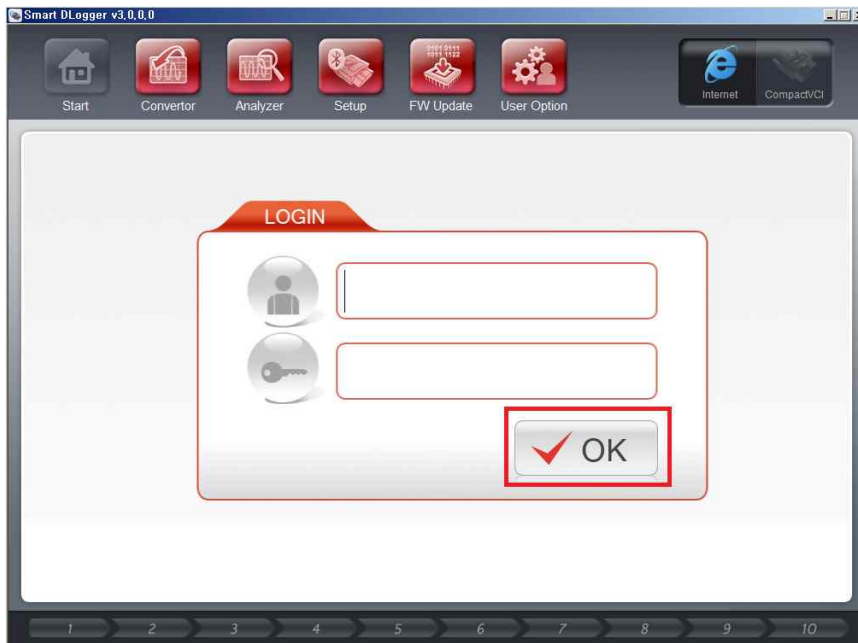 Smart DLogger v3,0,0,0
Start Convertor Analyzer Setup FW Update User Option Internet CompactVCI
LOGIN
OK
1 2 3 4 5 6 7 8 9 10